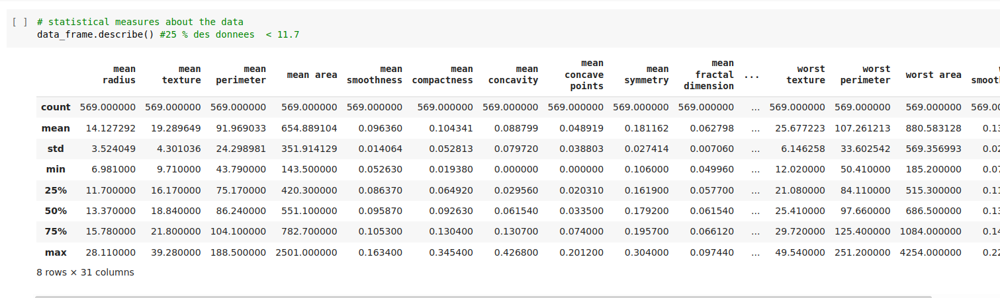 [ ] # statistical measures about the data
data_frame.describe() #25 % des donnees  < 11.7
mean radius mean texture mean perimeter mean area mean smoothness mean compactness mean concavity mean concave points mean symmetry mean fractal dimension ... worst texture worst perimeter worst area
count 569.000000 569.000000 569.000000 569.000000 569.000000 569.000000 569.000000 569.000000 569.000000 569.000000 ... 569.000000 569.000000 569.000000 569.00
mean 14.127292 19.289649 91.969033 654.889104 0.096360 0.104341 0.088799 0.048919 0.181162 0.062798 ... 25.677223 107.261213 880.583128 0.13
std 3.524049 4.301036 24.298981 351.914129 0.014064 0.052813 0.079720 0.038803 0.027414 0.007060 ... 6.146258 33.602542 569.356993 0.02
min 6.981000 9.710000 43.790000 143.500000 0.052630 0.019380 0.000000 0.000000 0.106000 0.049960 ... 12.020000 50.410000 185.200000 0.07
25% 11.700000 16.170000 75.170000 420.300000 0.086370 0.064920 0.029560 0.020310 0.161900 0.057700 ... 21.080000 84.110000 515.300000 0.11
50% 13.370000 18.840000 86.240000 551.100000 0.095870 0.092630 0.061540 0.033500 0.179200 0.061540 ... 25.410000 97.660000 686.500000 0.13
75% 15.780000 21.800000 104.100000 782.700000 0.105300 0.130400 0.130700 0.074000 0.195700 0.066120 ... 29.720000 125.400000 1084.000000 0.14
max 28.110000 39.280000 188.500000 2501.000000 0.163400 0.345400 0.426800 0.201200 0.304000 0.097440 ... 49.540000 251.200000 4254.000000 0.22
8 rows × 31 columns